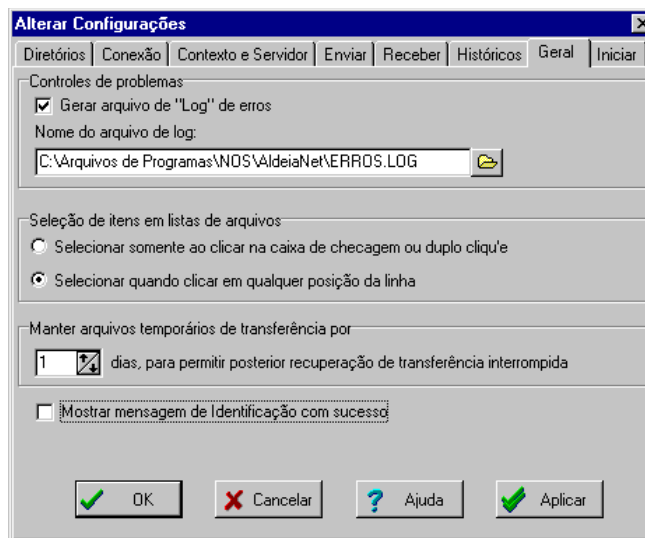 Alterar Configurações
Diretórios Conexão Contexto e Servidor Enviar Receber Históricos Geral Iniciar
Controles de problemas
Gerar arquivo de "Log" de erros
Nome do arquivo de log:
C:\Arquivos de Programas\NOS\AldeiaNet\ERROS.LOG
Seleção de itens em listas de arquivos
Selecionar somente ao clicar na caixa de checagem ou duplo cliqu'e
Selecionar quando clicar em qualquer posição da linha
Manter arquivos temporários de transferência por
1 dias, para permitir posterior recuperação de transferência interrompida
Mostrar mensagem de Identificação com sucesso
OK Cancelar Ajuda Aplicar